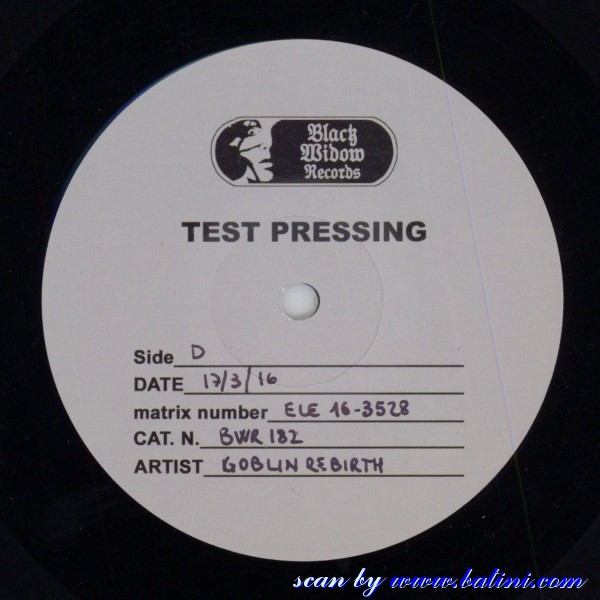 Black
Widow
Records
TEST PRESSING
Side D
DATE 17/3/16
matrix number ELE 16-3528
CAT. N. BWR 182
ARTIST GOBLIN REBIRTH
scan by www.batini.com